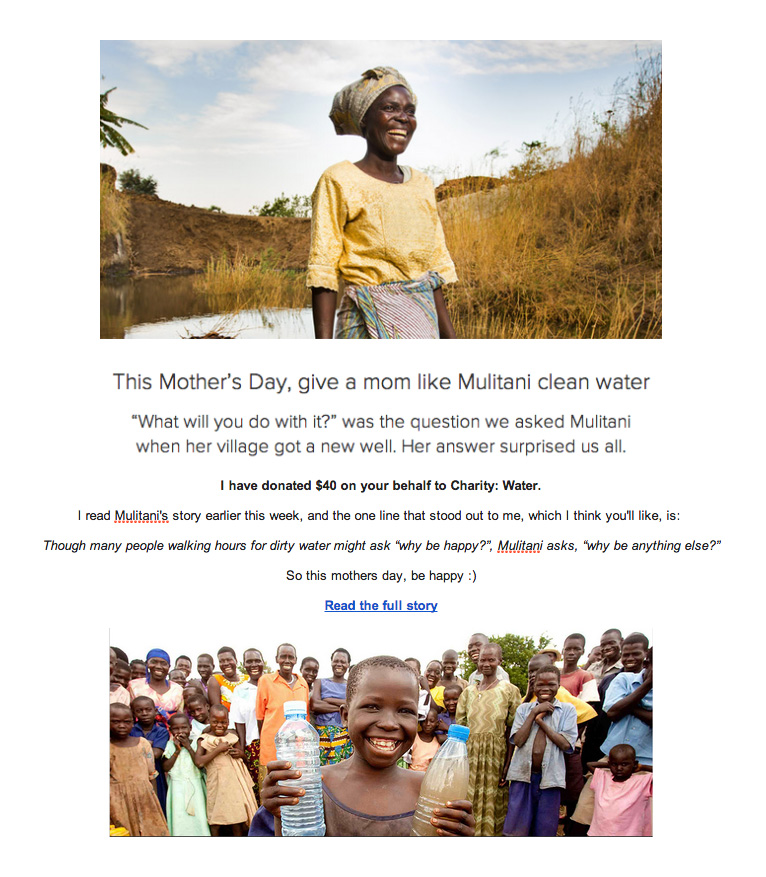 This Mother’s Day, give a mom like Mulitani clean water
“What will you do with it?” was the question we asked Mulitani
when her village got a new well. Her answer surprised us all.
I have donated $40 on your behalf to Charity: Water.
I read Mulitani's story earlier this week, and the one line that stood out to me, which I think you'll like, is:
Though many people walking hours for dirty water might ask “why be happy?”, Mulitani asks, “why be anything else?”
So this mothers day, be happy :)
Read the full story